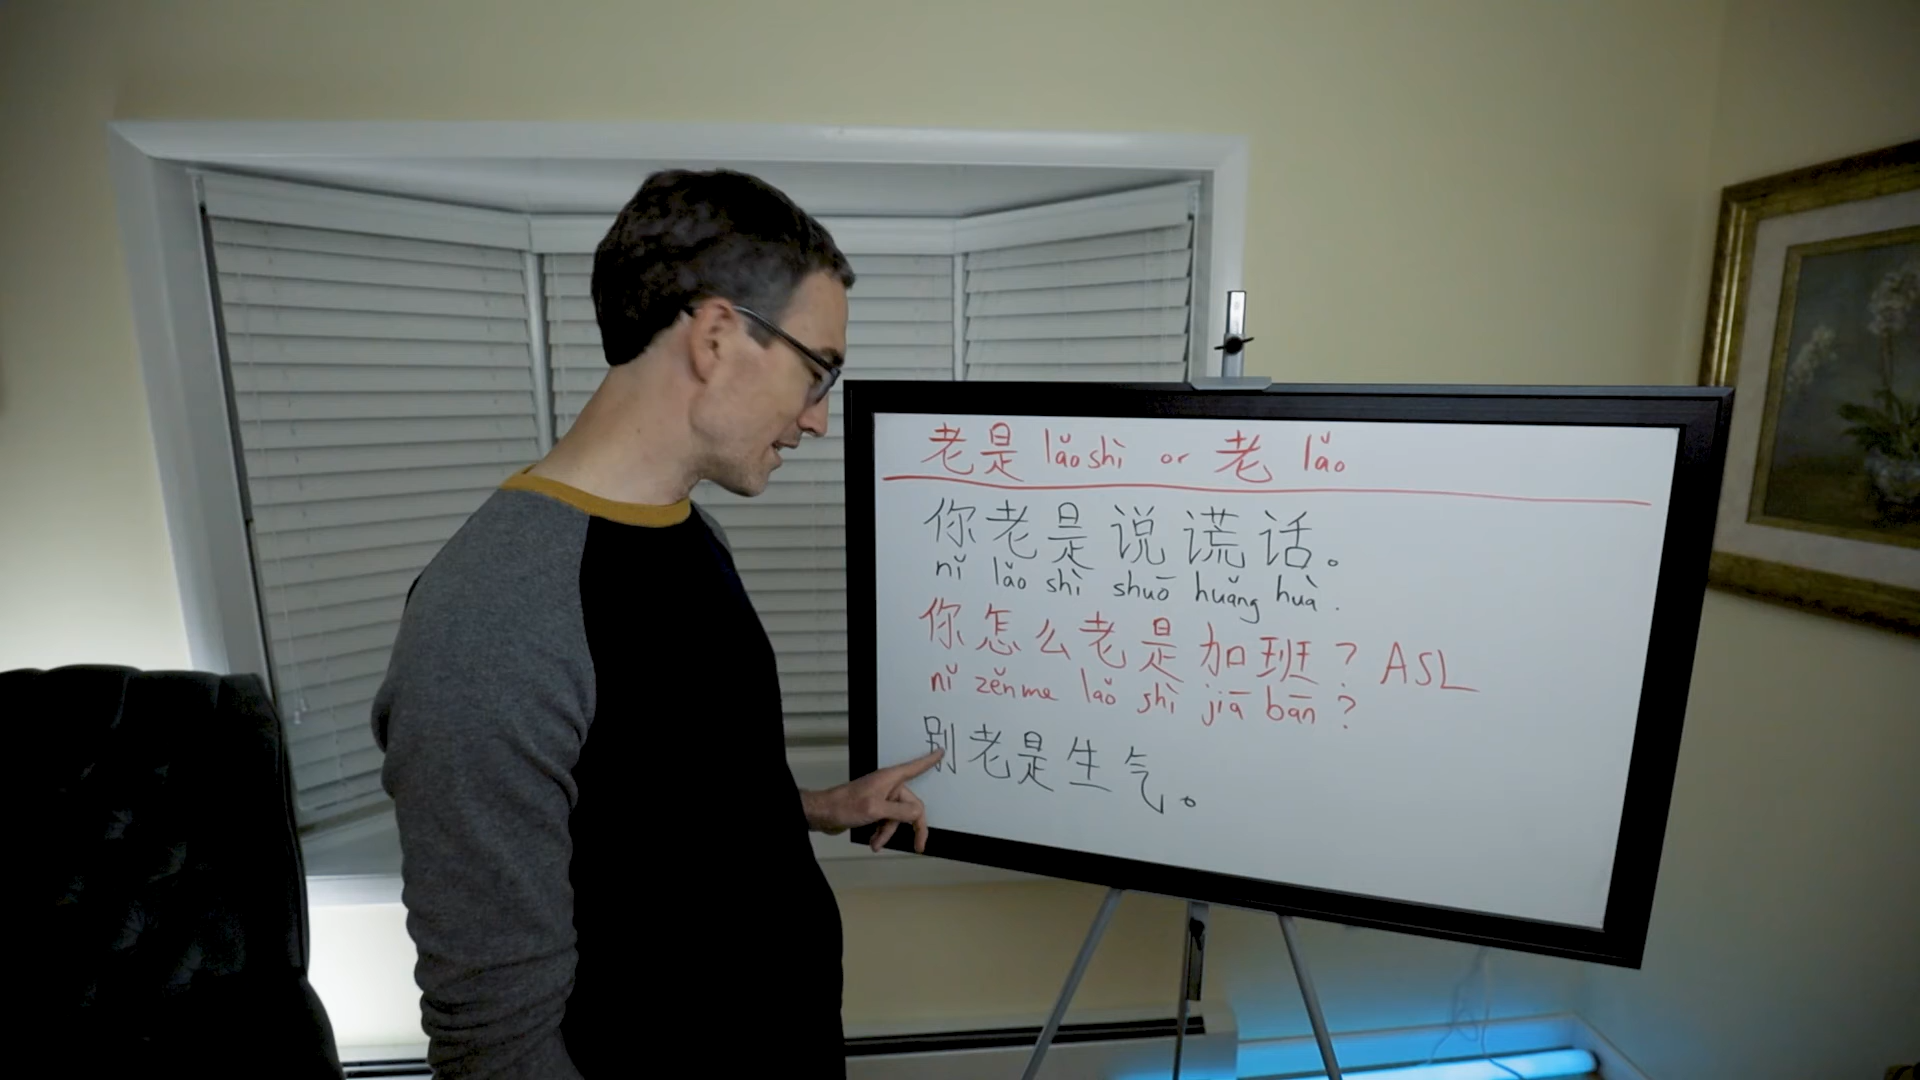 老是 lǎoshì or 老 lǎo
你老是说谎话。
nǐ lǎo shì shuō huǎng huà.
你怎么老是加班? ASL
nǐ zěnme lǎo shì jiā bān?
别老是生气。